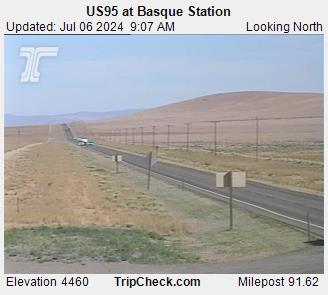 US95 at Basque Station
Updated: Jul 06 2024 9:07 AM Looking North
Elevation 4460 TripCheck.com Milepost 91.62